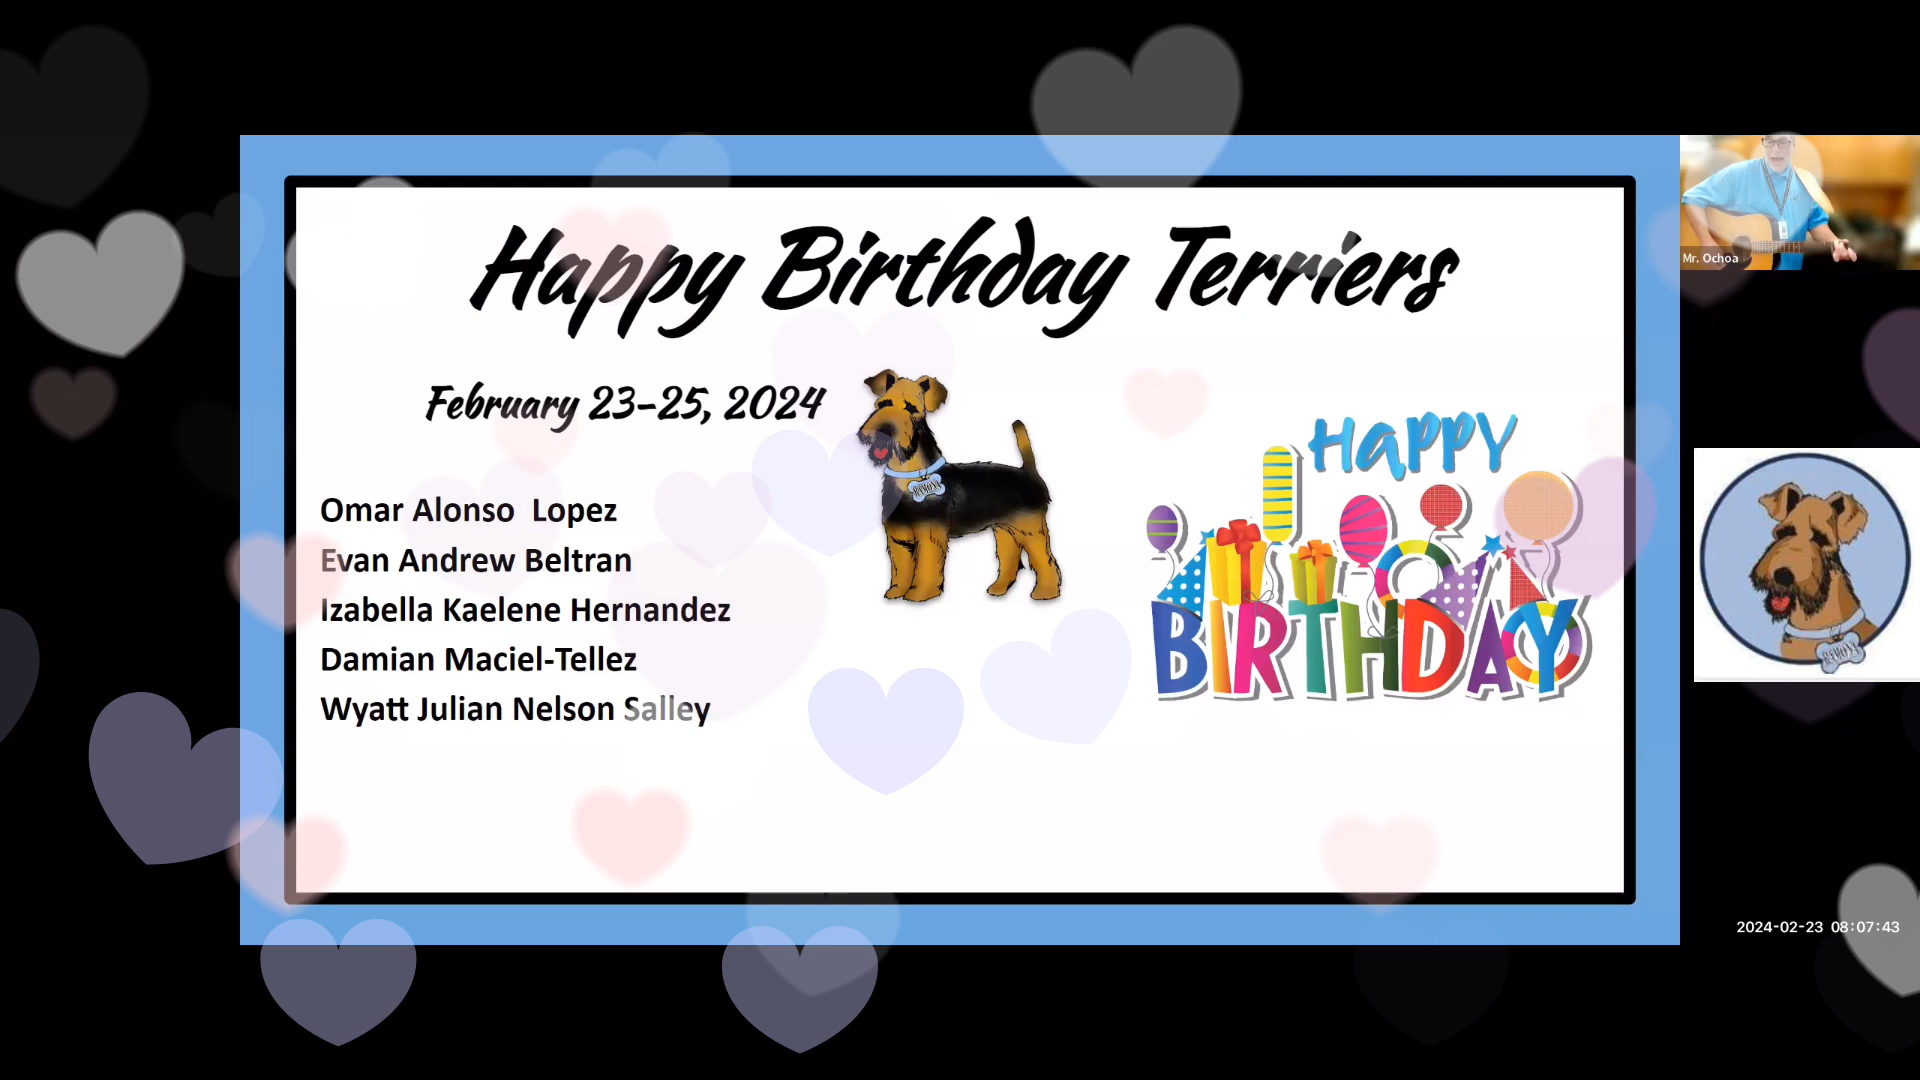 Happy Birthday Terriers
February 23-25, 2024
Omar Alonso  Lopez
Evan Andrew Beltran
Izabella Kaelene Hernandez
Damian Maciel-Tellez
Wyatt Julian Nelson Salley
HaPPY
BIRTHDAY
Mr. Ochoa
2024-02-23 08:07:43